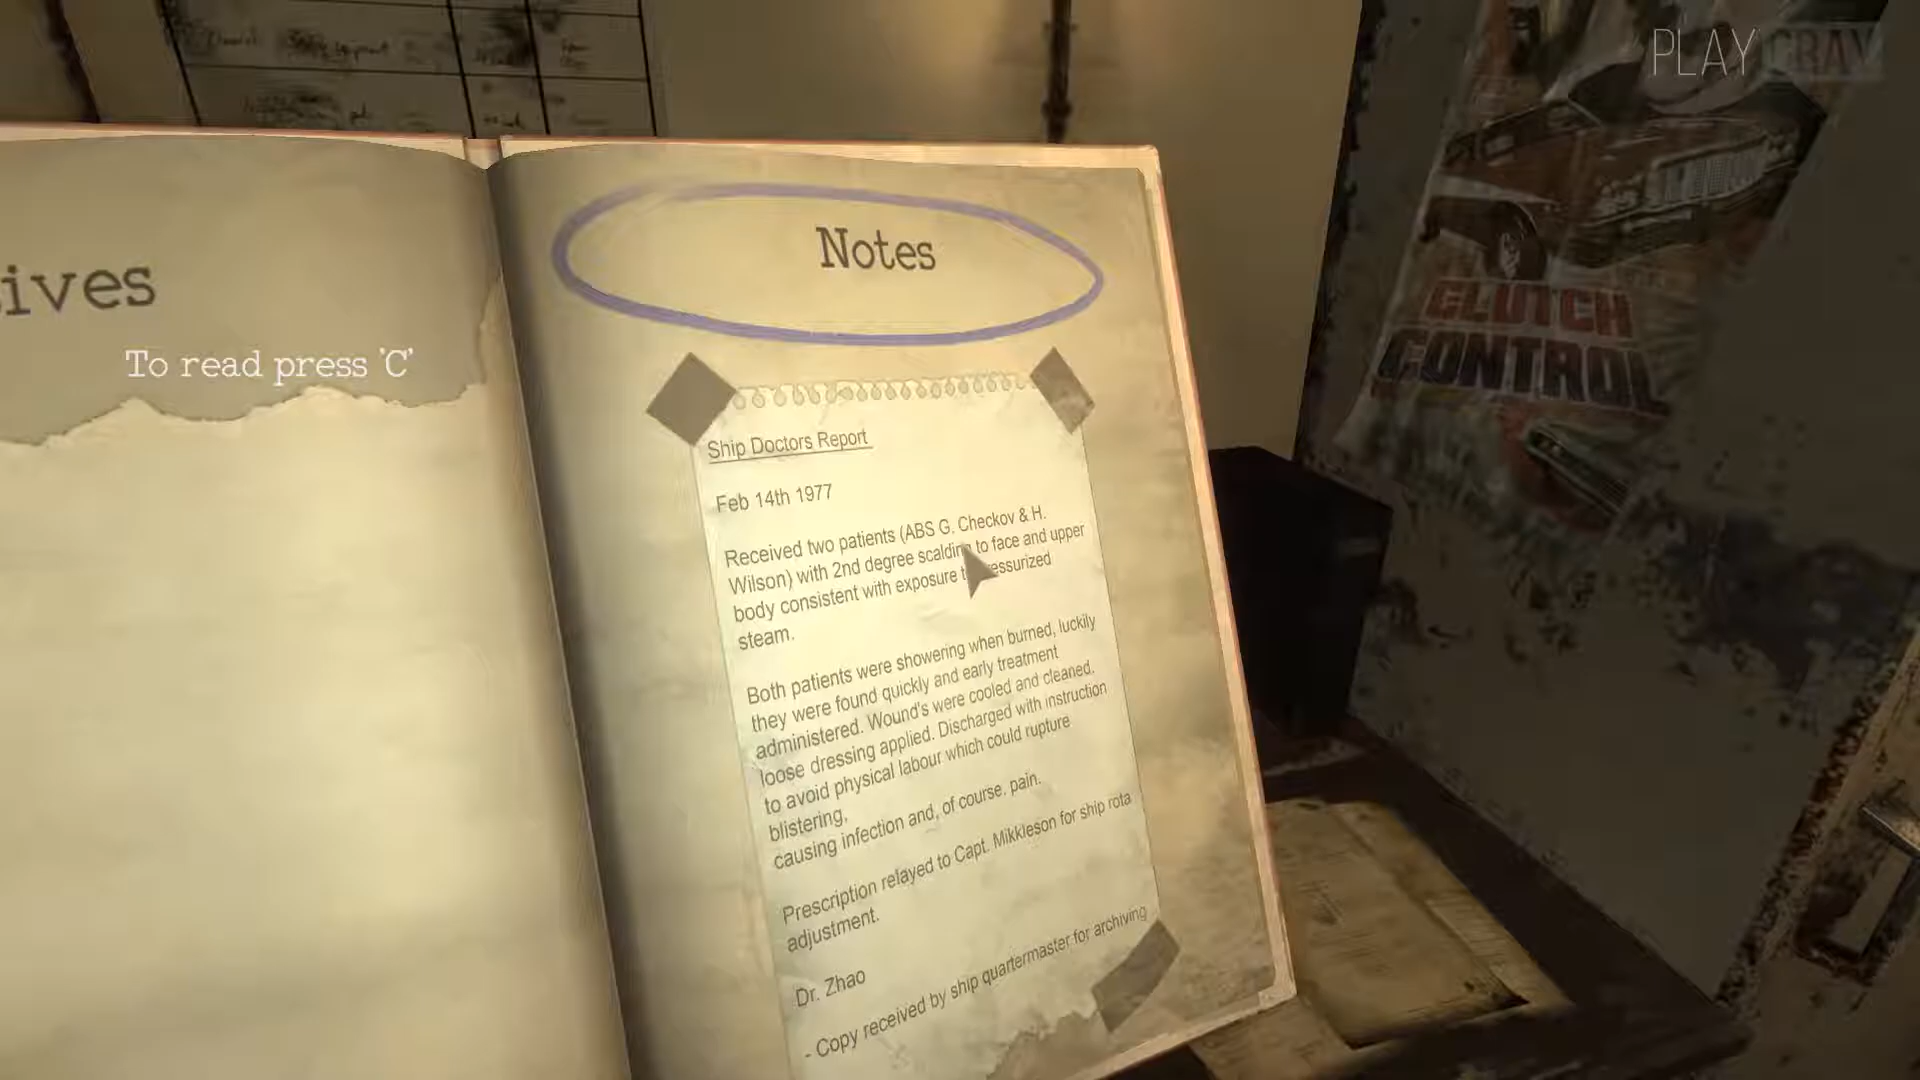 PLAY GRAY
ives
To read press 'C'
Notes
Ship Doctors Report
Feb 14th 1977
Received two patients (ABS G. Checkov & H.
Wilson) with 2nd degree scalding to face and upper
body consistent with exposure to pressurized
steam.
Both patients were showering when burned, luckily
they were found quickly and early treatment
administered. Wound's were cooled and cleaned.
loose dressing applied. Discharged with instruction
to avoid physical labour which could rupture
blistering,
causing infection and, of course. pain.
Prescription relayed to Capt. Mikkleson for ship rota
adjustment.
Dr. Zhao
- Copy received by ship quartermaster for archiving
CLUTCH
CONTROL